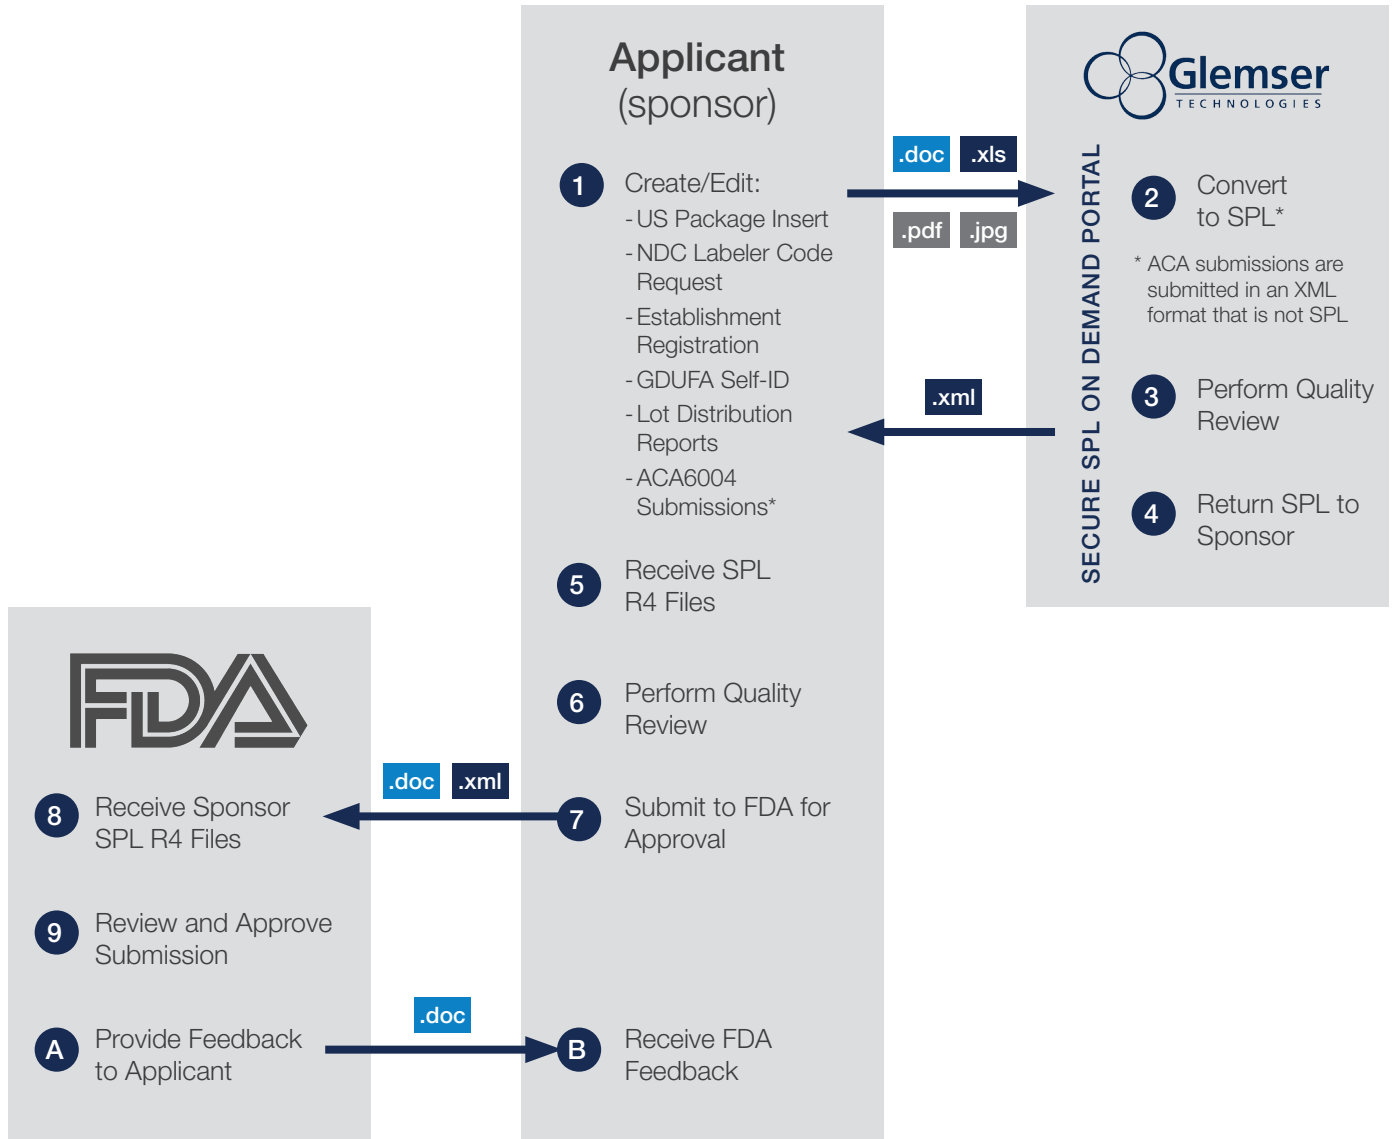 Applicant
(sponsor)
1
Create/Edit:
- US Package Insert
- NDC Labeler Code
Request
- Establishment
Registration
- GDUFA Self-ID
- Lot Distribution
Reports
- ACA6004
Submissions*
5
Receive SPL
R4 Files
6
Perform Quality
Review
7
Submit to FDA for
Approval
B
Receive FDA
Feedback
.doc .xls
.pdf .jpg
.xml
Glemser
TECHNOLOGIES
SECURE SPL ON DEMAND PORTAL
2
Convert
to SPL*
* ACA submissions are
submitted in an XML
format that is not SPL
3
Perform Quality
Review
4
Return SPL to
Sponsor
FDA
8
Receive Sponsor
SPL R4 Files
9
Review and Approve
Submission
A
Provide Feedback
to Applicant
.doc .xml
.doc